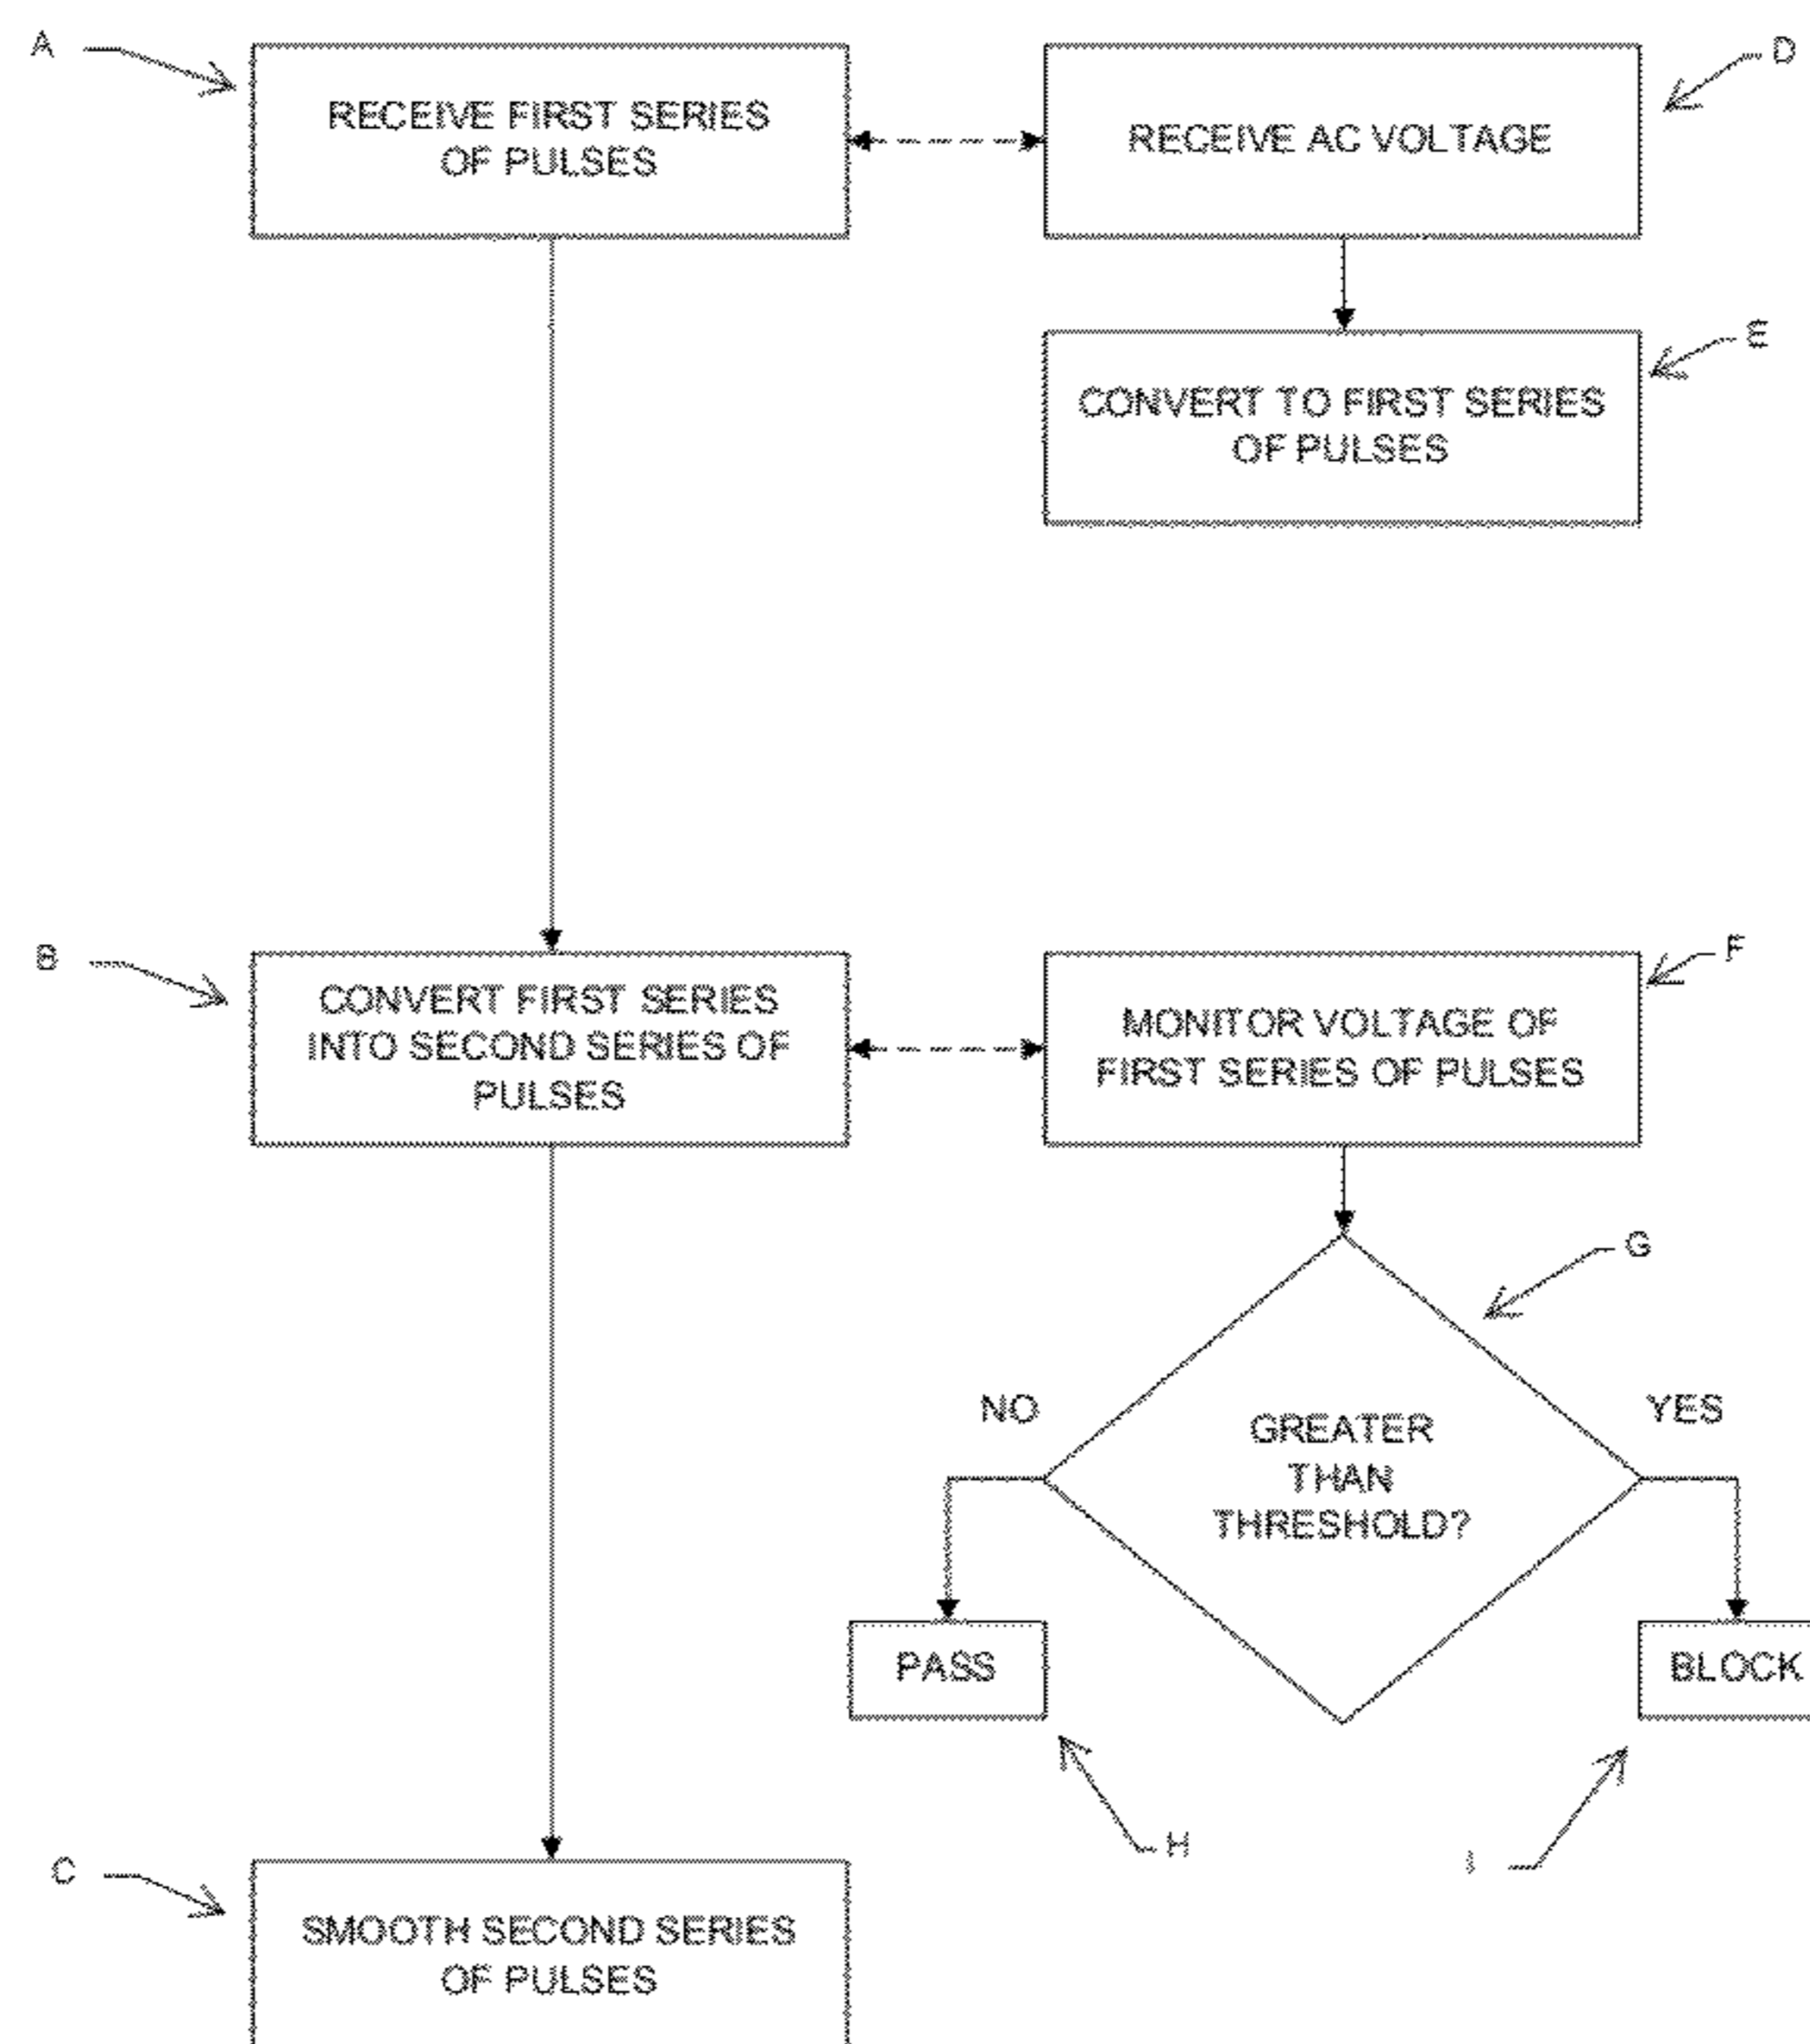 A
RECEIVE FIRST SERIES
OF PULSES
RECEIVE AC VOLTAGE
D
CONVERT TO FIRST SERIES
OF PULSES
E
B
CONVERT FIRST SERIES
INTO SECOND SERIES OF
PULSES
MONITOR VOLTAGE OF
FIRST SERIES OF PULSES
F
G
NO
GREATER
THAN
THRESHOLD?
YES
PASS
BLOCK
H
I
C
SMOOTH SECOND SERIES
OF PULSES